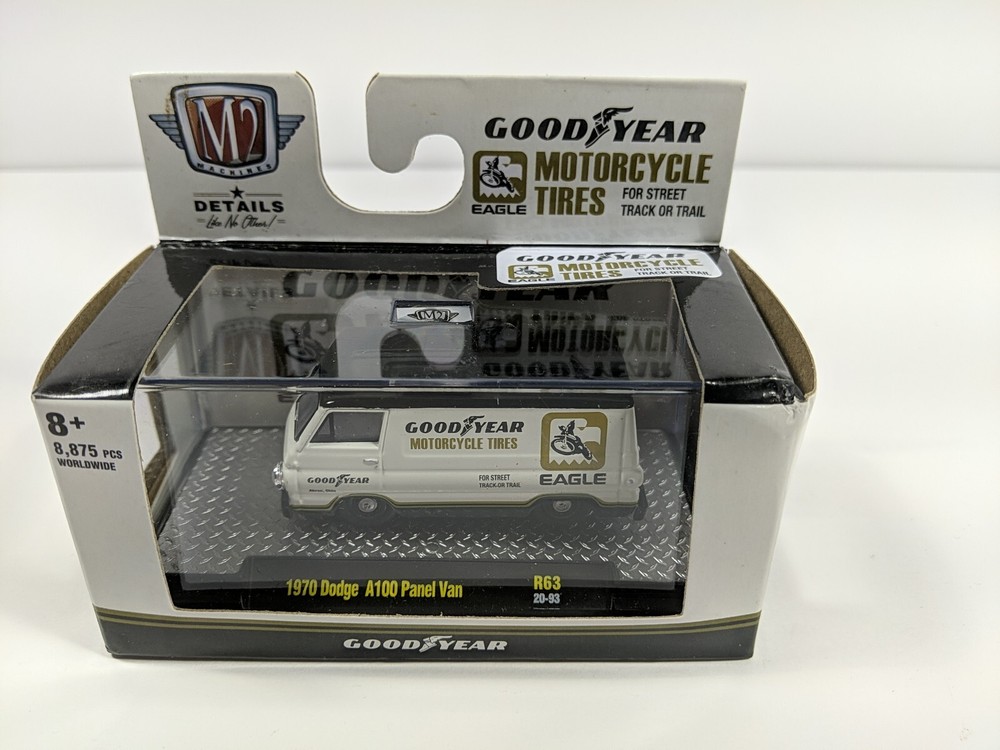 M2
MACHINES
DETAILS
Like No Other!
GOODYEAR
EAGLE
MOTORCYCLE
TIRES
FOR STREET
TRACK OR TRAIL
GOODYEAR
EAGLE
MOTORCYCLE
TIRES
FOR STREET
TRACK OR TRAIL
M2
8+
8,875 PCS
WORLDWIDE
GOODYEAR
MOTORCYCLE TIRES
EAGLE
GOODYEAR
FOR STREET
TRACK OR TRAIL
1970 Dodge A100 Panel Van
R63
20-93
GOODYEAR